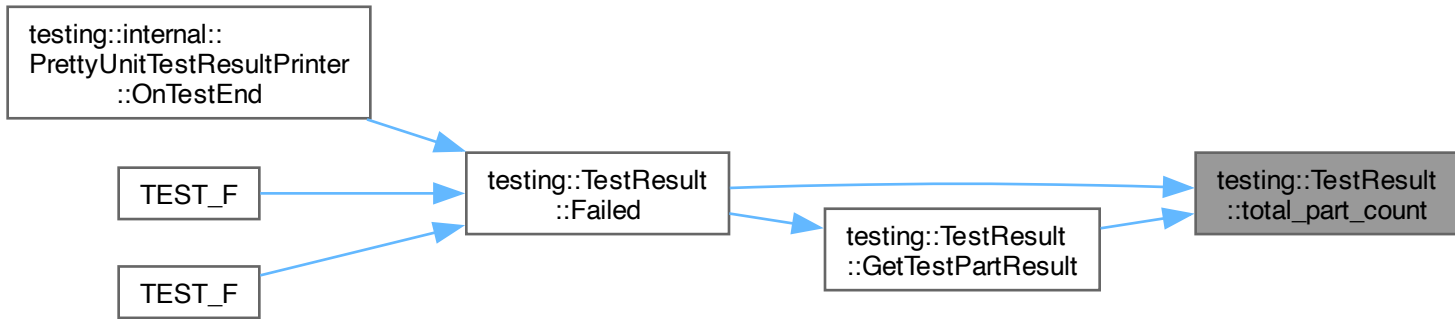 testing::internal::
PrettyUnitTestResultPrinter
::OnTestEnd
TEST_F
TEST_F
testing::TestResult
::Failed
testing::TestResult
::GetTestPartResult
testing::TestResult
::total_part_count